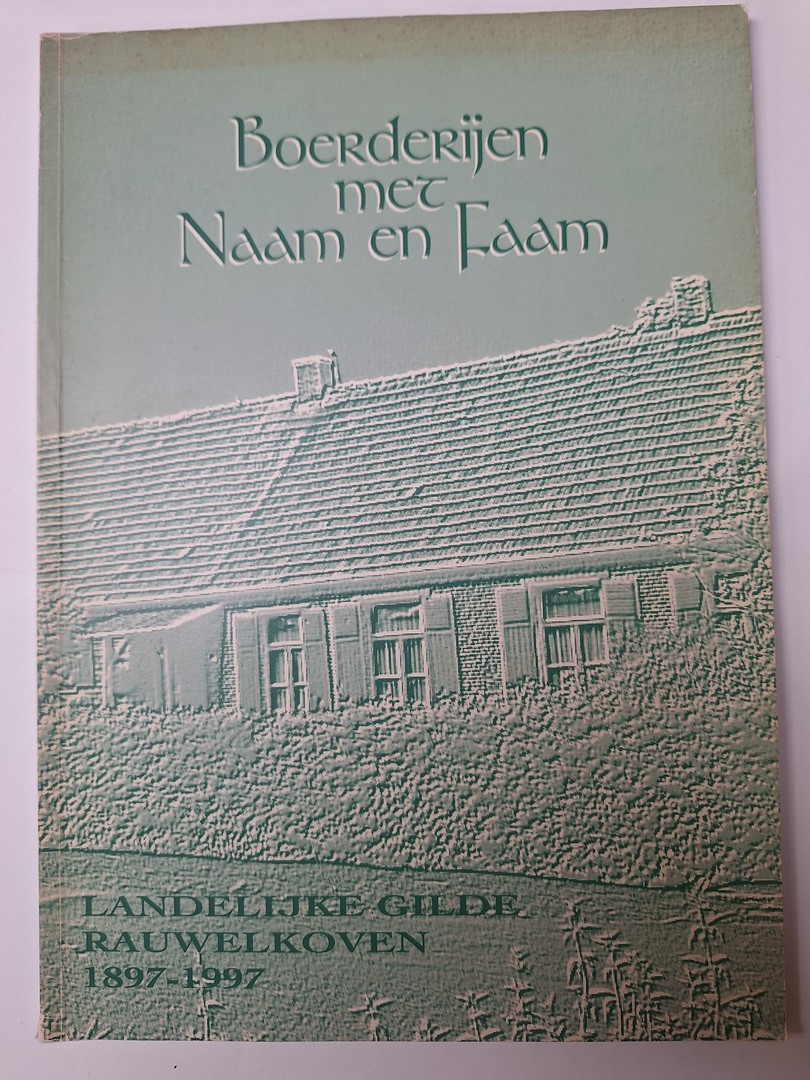 Boerderijen
met
Naam en Faam
LANDELIJKE GILDE
RAUWELKOVEN
1897-1997